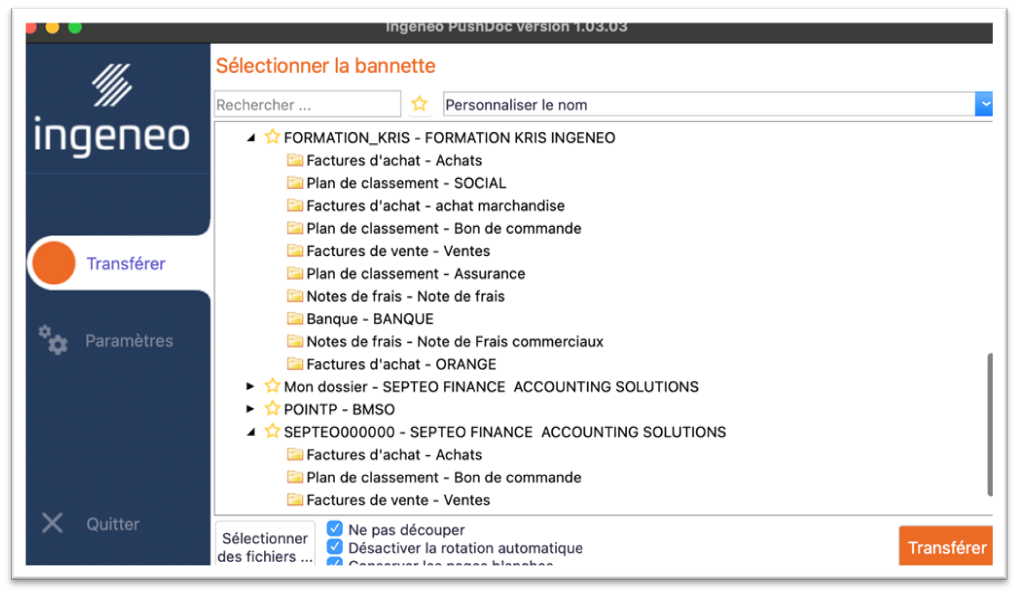 Ingeneo PushDoc version 1.03.03
ingeneo
Sélectionner la bannette
Rechercher ...
Personnaliser le nom
FORMATION_KRIS - FORMATION KRIS INGENEO
Factures d'achat - Achats
Plan de classement - SOCIAL
Factures d'achat - achat marchandise
Plan de classement - Bon de commande
Factures de vente - Ventes
Plan de classement - Assurance
Notes de frais - Note de frais
Banque - BANQUE
Notes de frais - Note de Frais commerciaux
Factures d'achat - ORANGE
Mon dossier - SEPTEO FINANCE  ACCOUNTING SOLUTIONS
POINTP - BMSO
SEPTEO000000 - SEPTEO FINANCE  ACCOUNTING SOLUTIONS
Factures d'achat - Achats
Plan de classement - Bon de commande
Factures de vente - Ventes
Transférer
Paramètres
Quitter
Sélectionner
des fichiers ...
Ne pas découper
Désactiver la rotation automatique
Conserver les pages blanches
Transférer